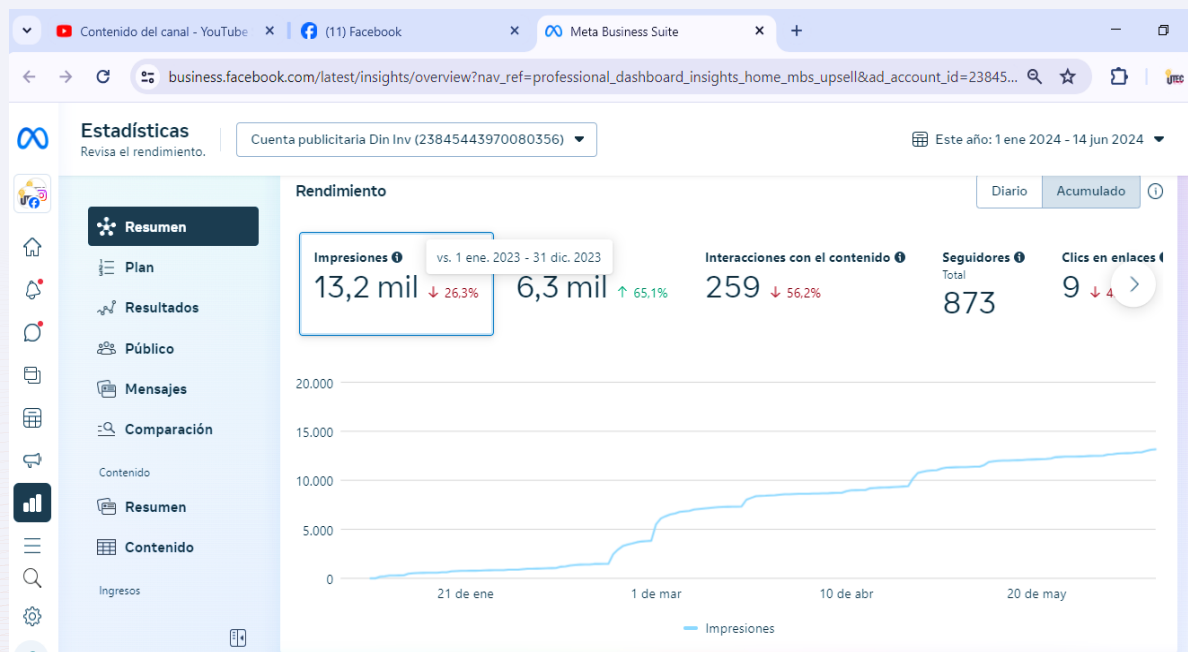 Contenido del canal - YouTube
(11) Facebook
Meta Business Suite
business.facebook.com/latest/insights/overview?nav_ref=professional_dashboard_insights_home_mbs_upsell&ad_account_id=23845...
Estadísticas
Revisa el rendimiento.
Cuenta publicitaria Din Inv (23845443970080356)
Este año: 1 ene 2024 - 14 jun 2024
Resumen
Plan
Resultados
Público
Mensajes
Comparación
Contenido
Resumen
Contenido
Ingresos
Rendimiento
Diario
Acumulado
Impresiones
13,2 mil ↓ 26,3%
vs. 1 ene. 2023 - 31 dic. 2023
6,3 mil ↑ 65,1%
Interacciones con el contenido
259 ↓ 56,2%
Seguidores
Total
873
Clics en enlaces
9 ↓ 4
20.000
15.000
10.000
5.000
0
21 de ene
1 de mar
10 de abr
20 de may
Impresiones